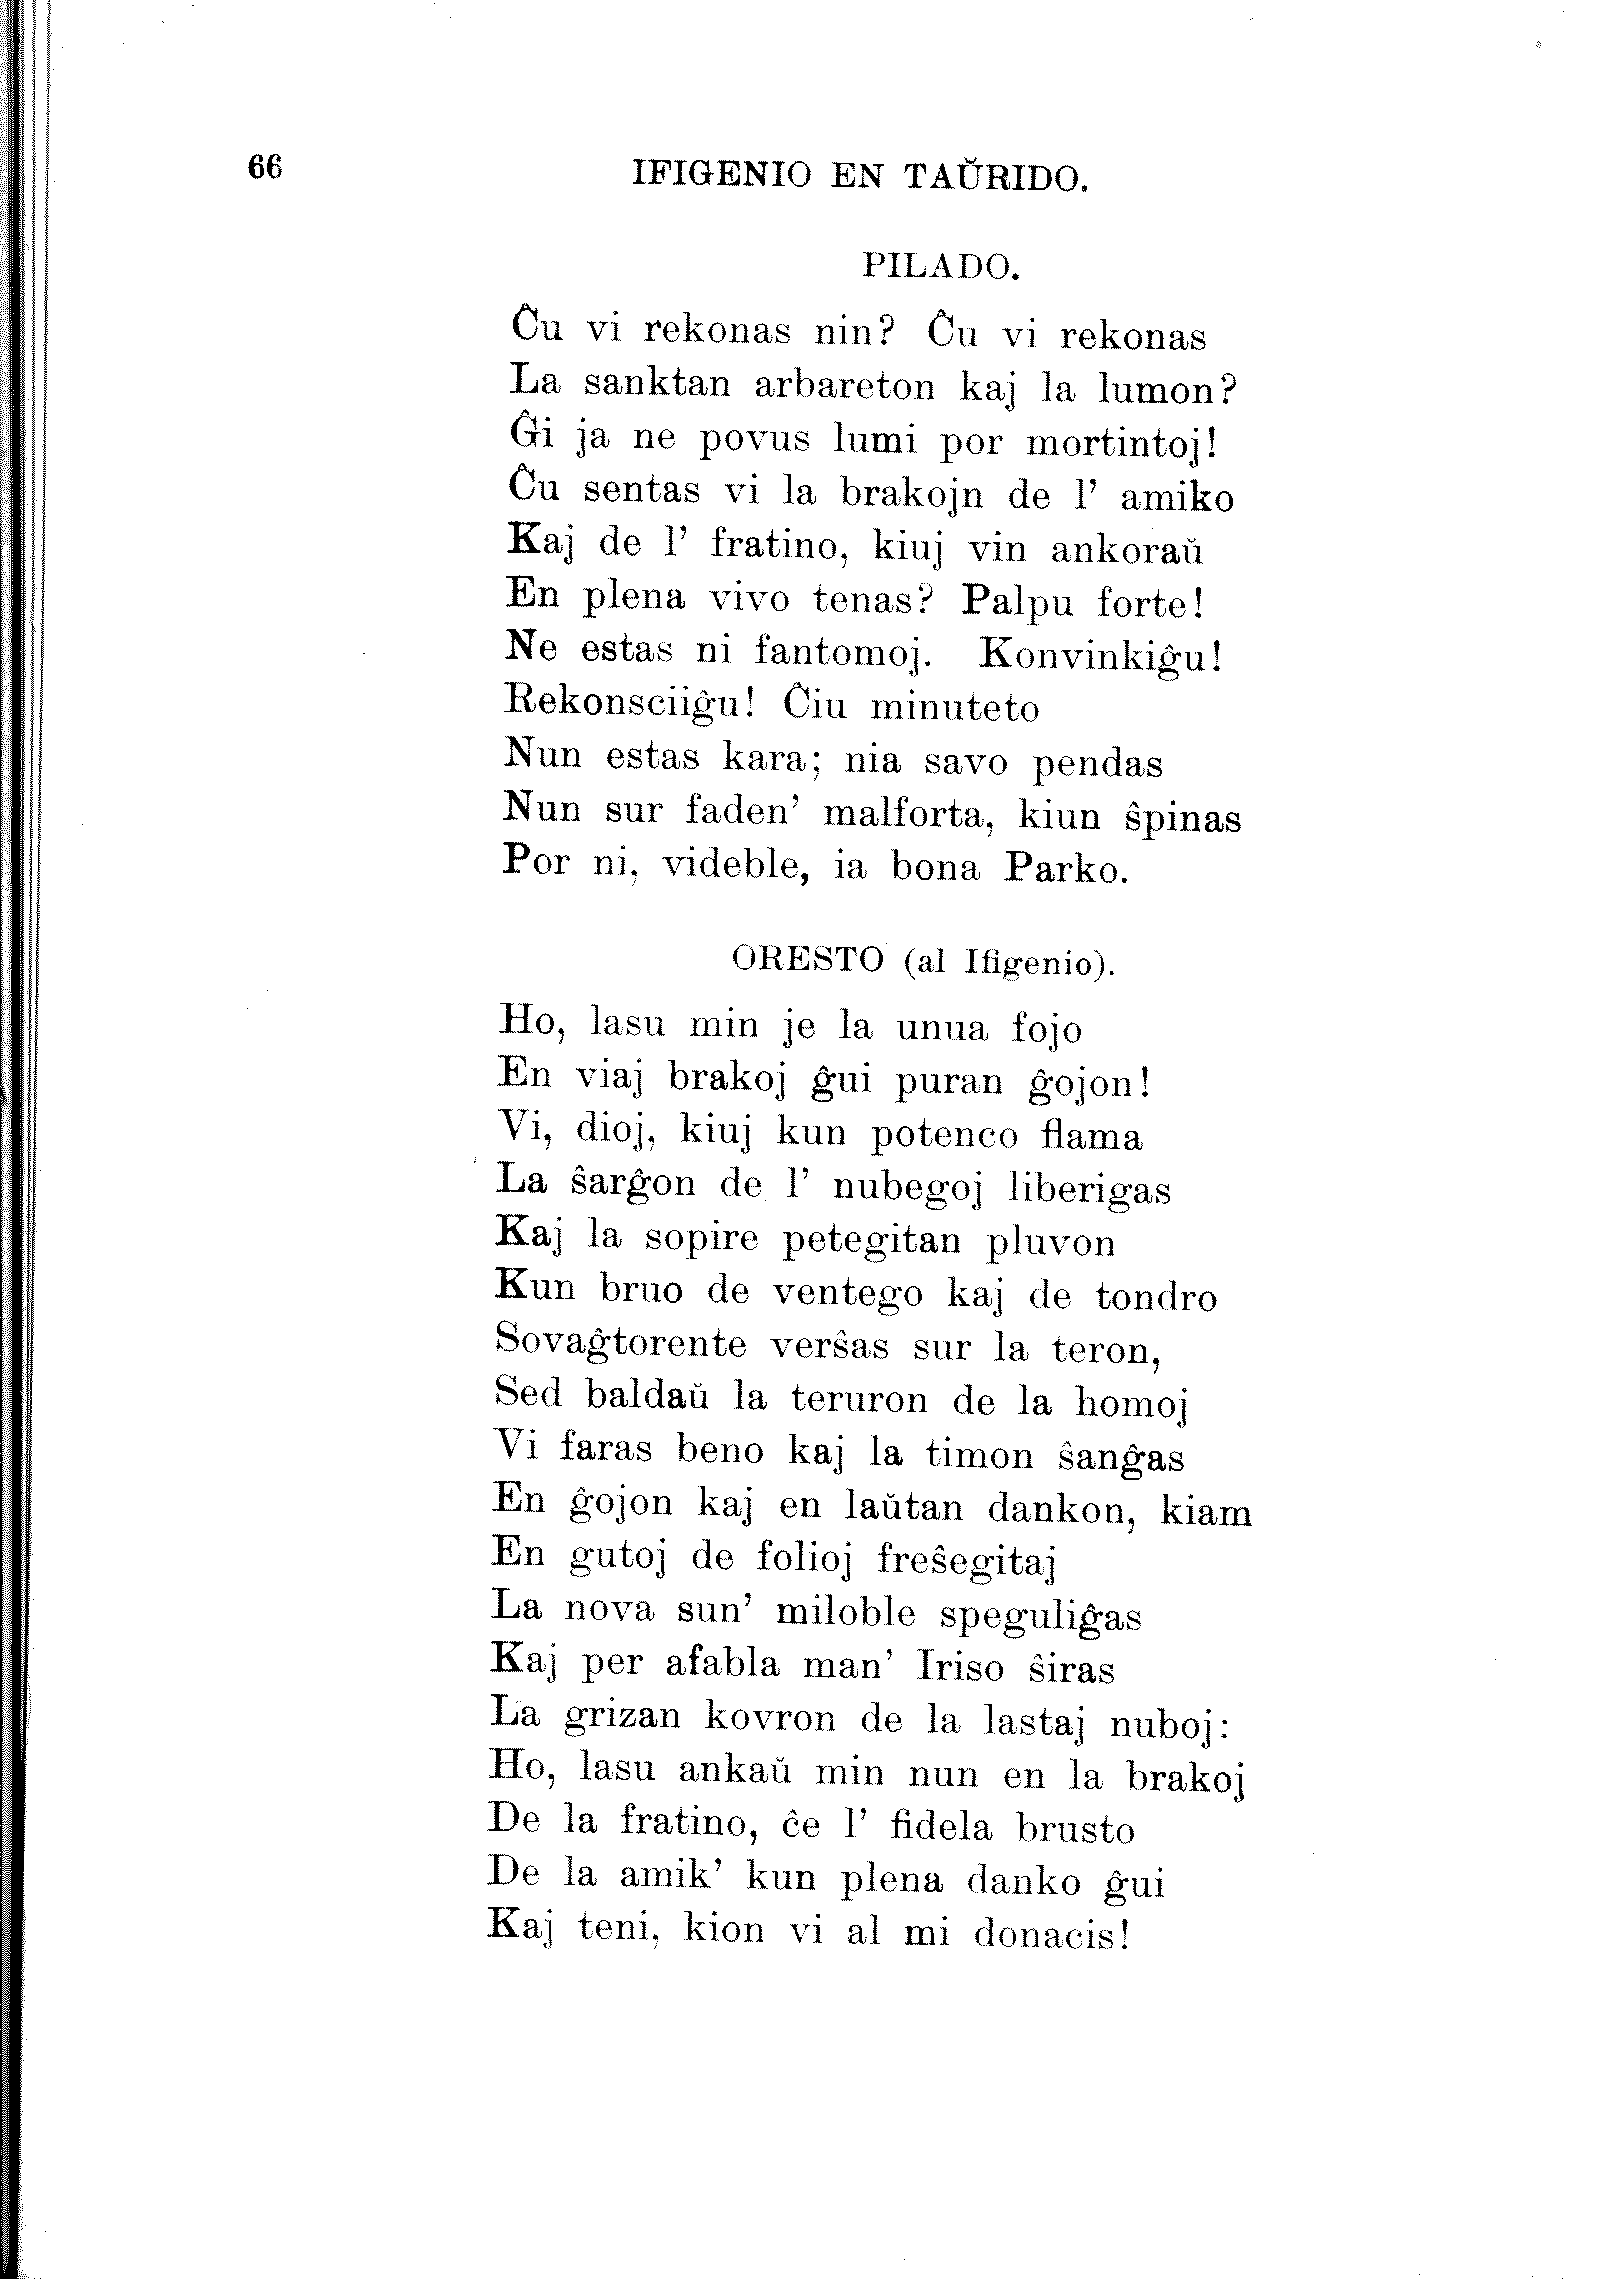 66
IFIGENIO EN TAŬRIDO.
PILADO.
Ĉu vi rekonas nin? Ĉu vi rekonas
La sanktan arbareton kaj la lumon?
Ĝi ja ne povus lumi por mortintoj!
Ĉu sentas vi la brakojn de l' amiko
Kaj de l' fratino, kiuj vin ankoraŭ
En plena vivo tenas? Palpu forte!
Ne estas ni fantomoj. Konvinkiĝu!
Rekonsciiĝu! Ĉiu minuteto
Nun estas kara; nia savo pendas
Nun sur faden' malforta, kiun ŝpinas
Por ni, videble, ia bona Parko.
ORESTO (al Ifigenio).
Ho, lasu min je la unua fojo
En viaj brakoj ĝui puran ĝojon!
Vi, dioj, kiuj kun potenco flama
La ŝarĝon de l' nubegoj liberigas
Kaj la sopire petegitan pluvon
Kun bruo de ventego kaj de tondro
Sovaĝtorente verŝas sur la teron,
Sed baldaŭ la teruron de la homoj
Vi faras beno kaj la timon ŝanĝas
En ĝojon kaj en laŭtan dankon, kiam
En gutoj de folioj freŝegitaj
La nova sun' miloble speguliĝas
Kaj per afabla man' Iriso ŝiras
La grizan kovron de la lastaj nuboj:
Ho, lasu ankaŭ min nun en la brakoj
De la fratino, ĉe l' fidela brusto
De la amik' kun plena danko ĝui
Kaj teni, kion vi al mi donacis!